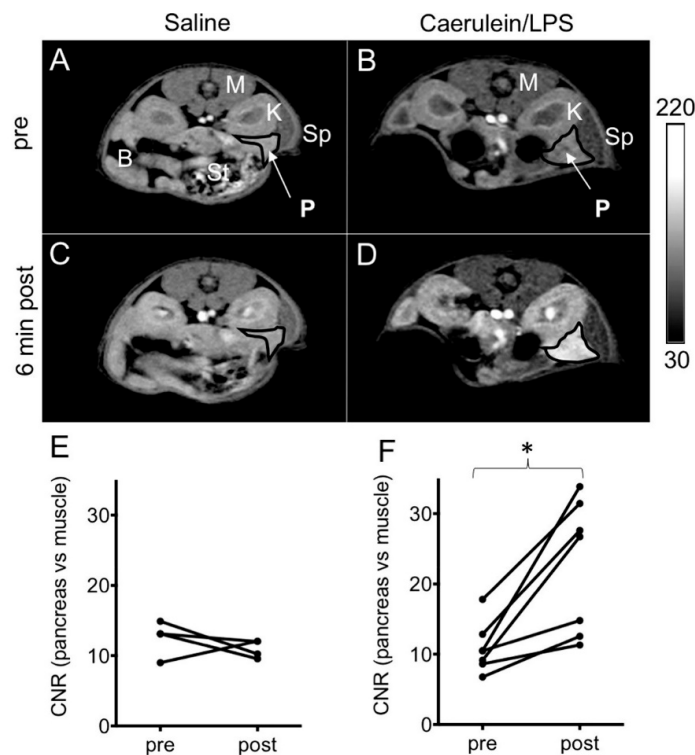 Saline
Caerulein/LPS
pre
A
M
K
Sp
B
St
P
B
M
K
Sp
P
220
30
6 min post
C
D
E
CNR (pancreas vs muscle)
30
20
10
0
pre
post
F
*
CNR (pancreas vs muscle)
30
20
10
0
pre
post